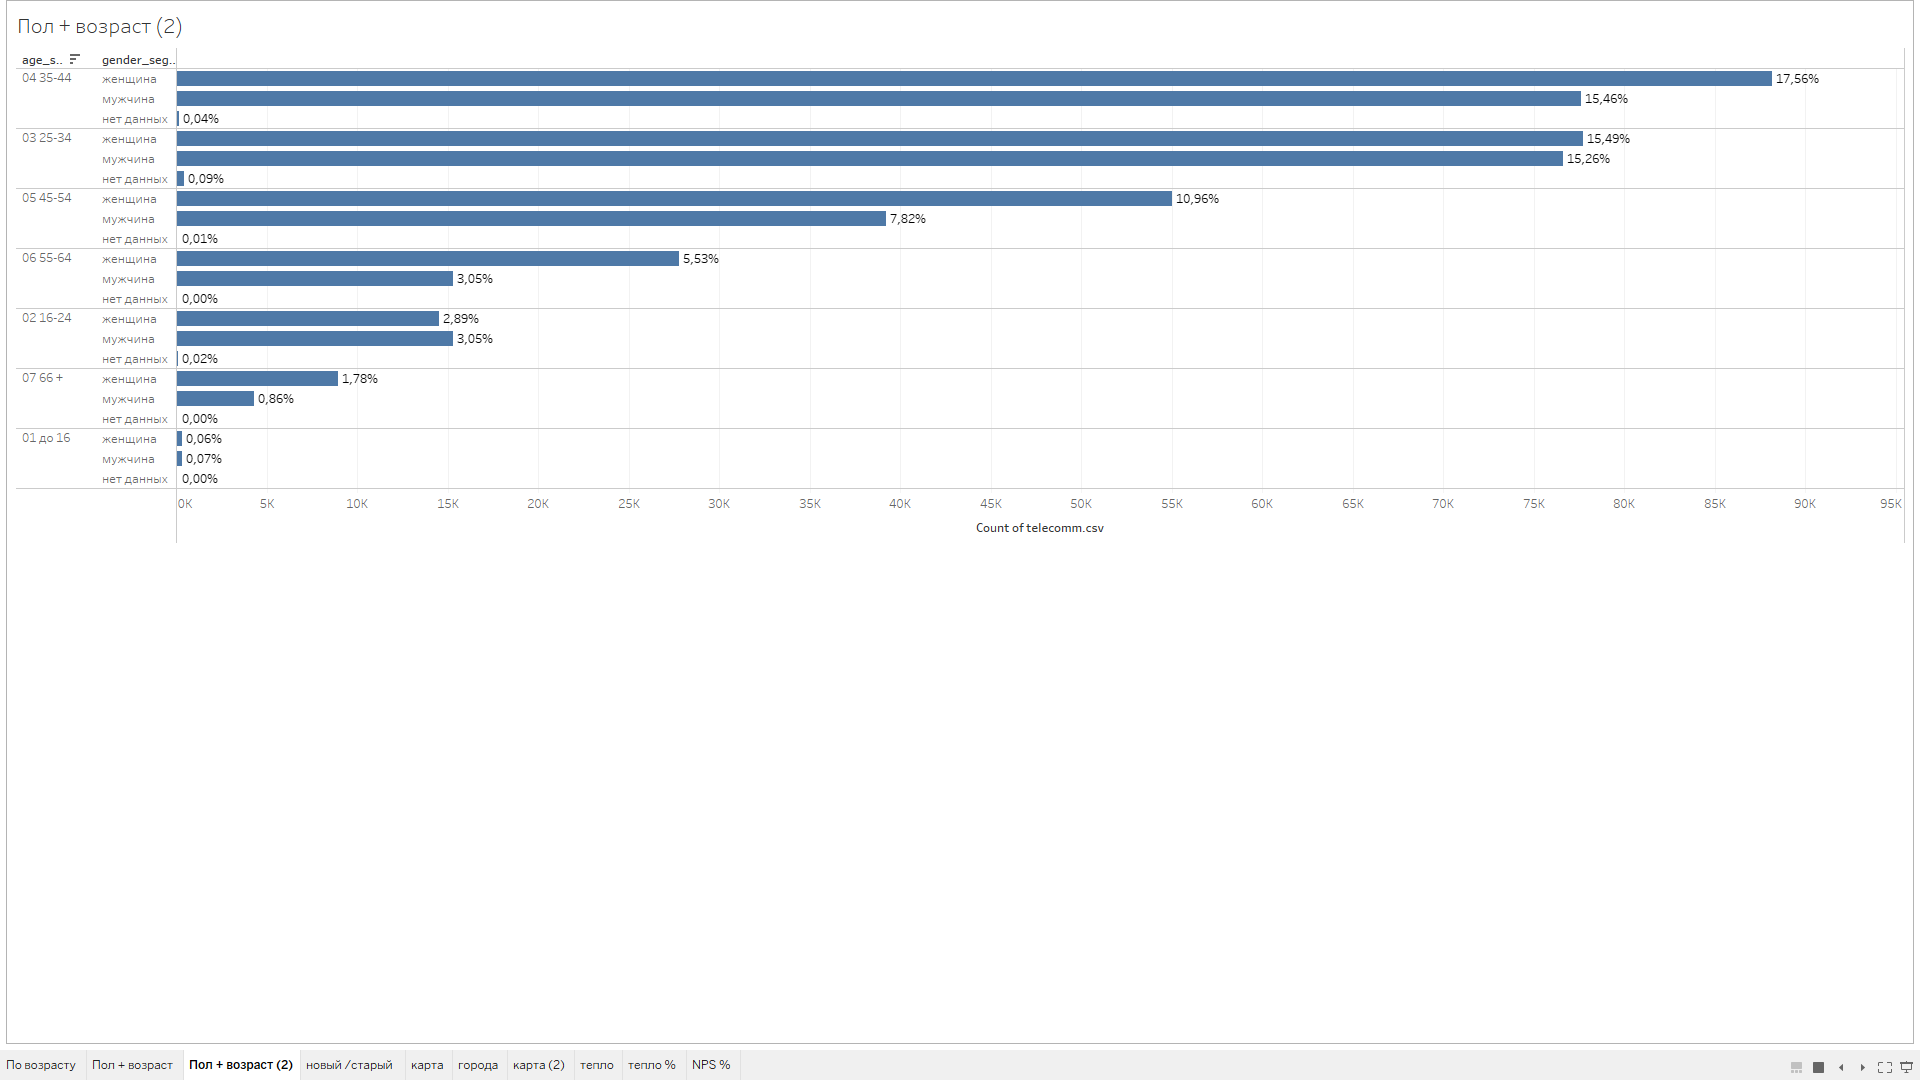 Пол + возраст (2)
age_s.. gender_seg..
04 35-44 женщина 17,56%
мужчина 15,46%
нет данных 0,04%
03 25-34 женщина 15,49%
мужчина 15,26%
нет данных 0,09%
05 45-54 женщина 10,96%
мужчина 7,82%
нет данных 0,01%
06 55-64 женщина 5,53%
мужчина 3,05%
нет данных 0,00%
02 16-24 женщина 2,89%
мужчина 3,05%
нет данных 0,02%
07 66 + женщина 1,78%
мужчина 0,86%
нет данных 0,00%
01 до 16 женщина 0,06%
мужчина 0,07%
нет данных 0,00%
0K 5K 10K 15K 20K 25K 30K 35K 40K 45K 50K 55K 60K 65K 70K 75K 80K 85K 90K 95K
Count of telecomm.csv
По возрасту Пол + возраст Пол + возраст (2) новый /старый карта города карта (2) тепло тепло % NPS %